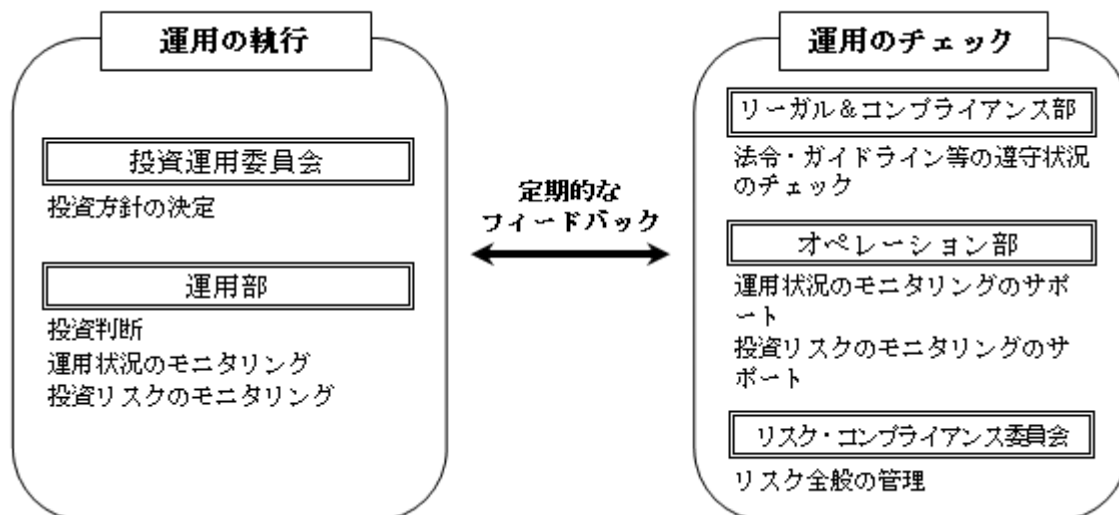 運用の執行
投資運用委員会
投資方針の決定
運用部
投資判断
運用状況のモニタリング
投資リスクのモニタリング
定期的な
フィードバック
運用のチェック
リーガル&コンプライアンス部
法令・ガイドライン等の遵守状況
のチェック
オペレーション部
運用状況のモニタリングのサポ
ート
投資リスクのモニタリングのサ
ポート
リスク・コンプライアンス委員会
リスク全般の管理